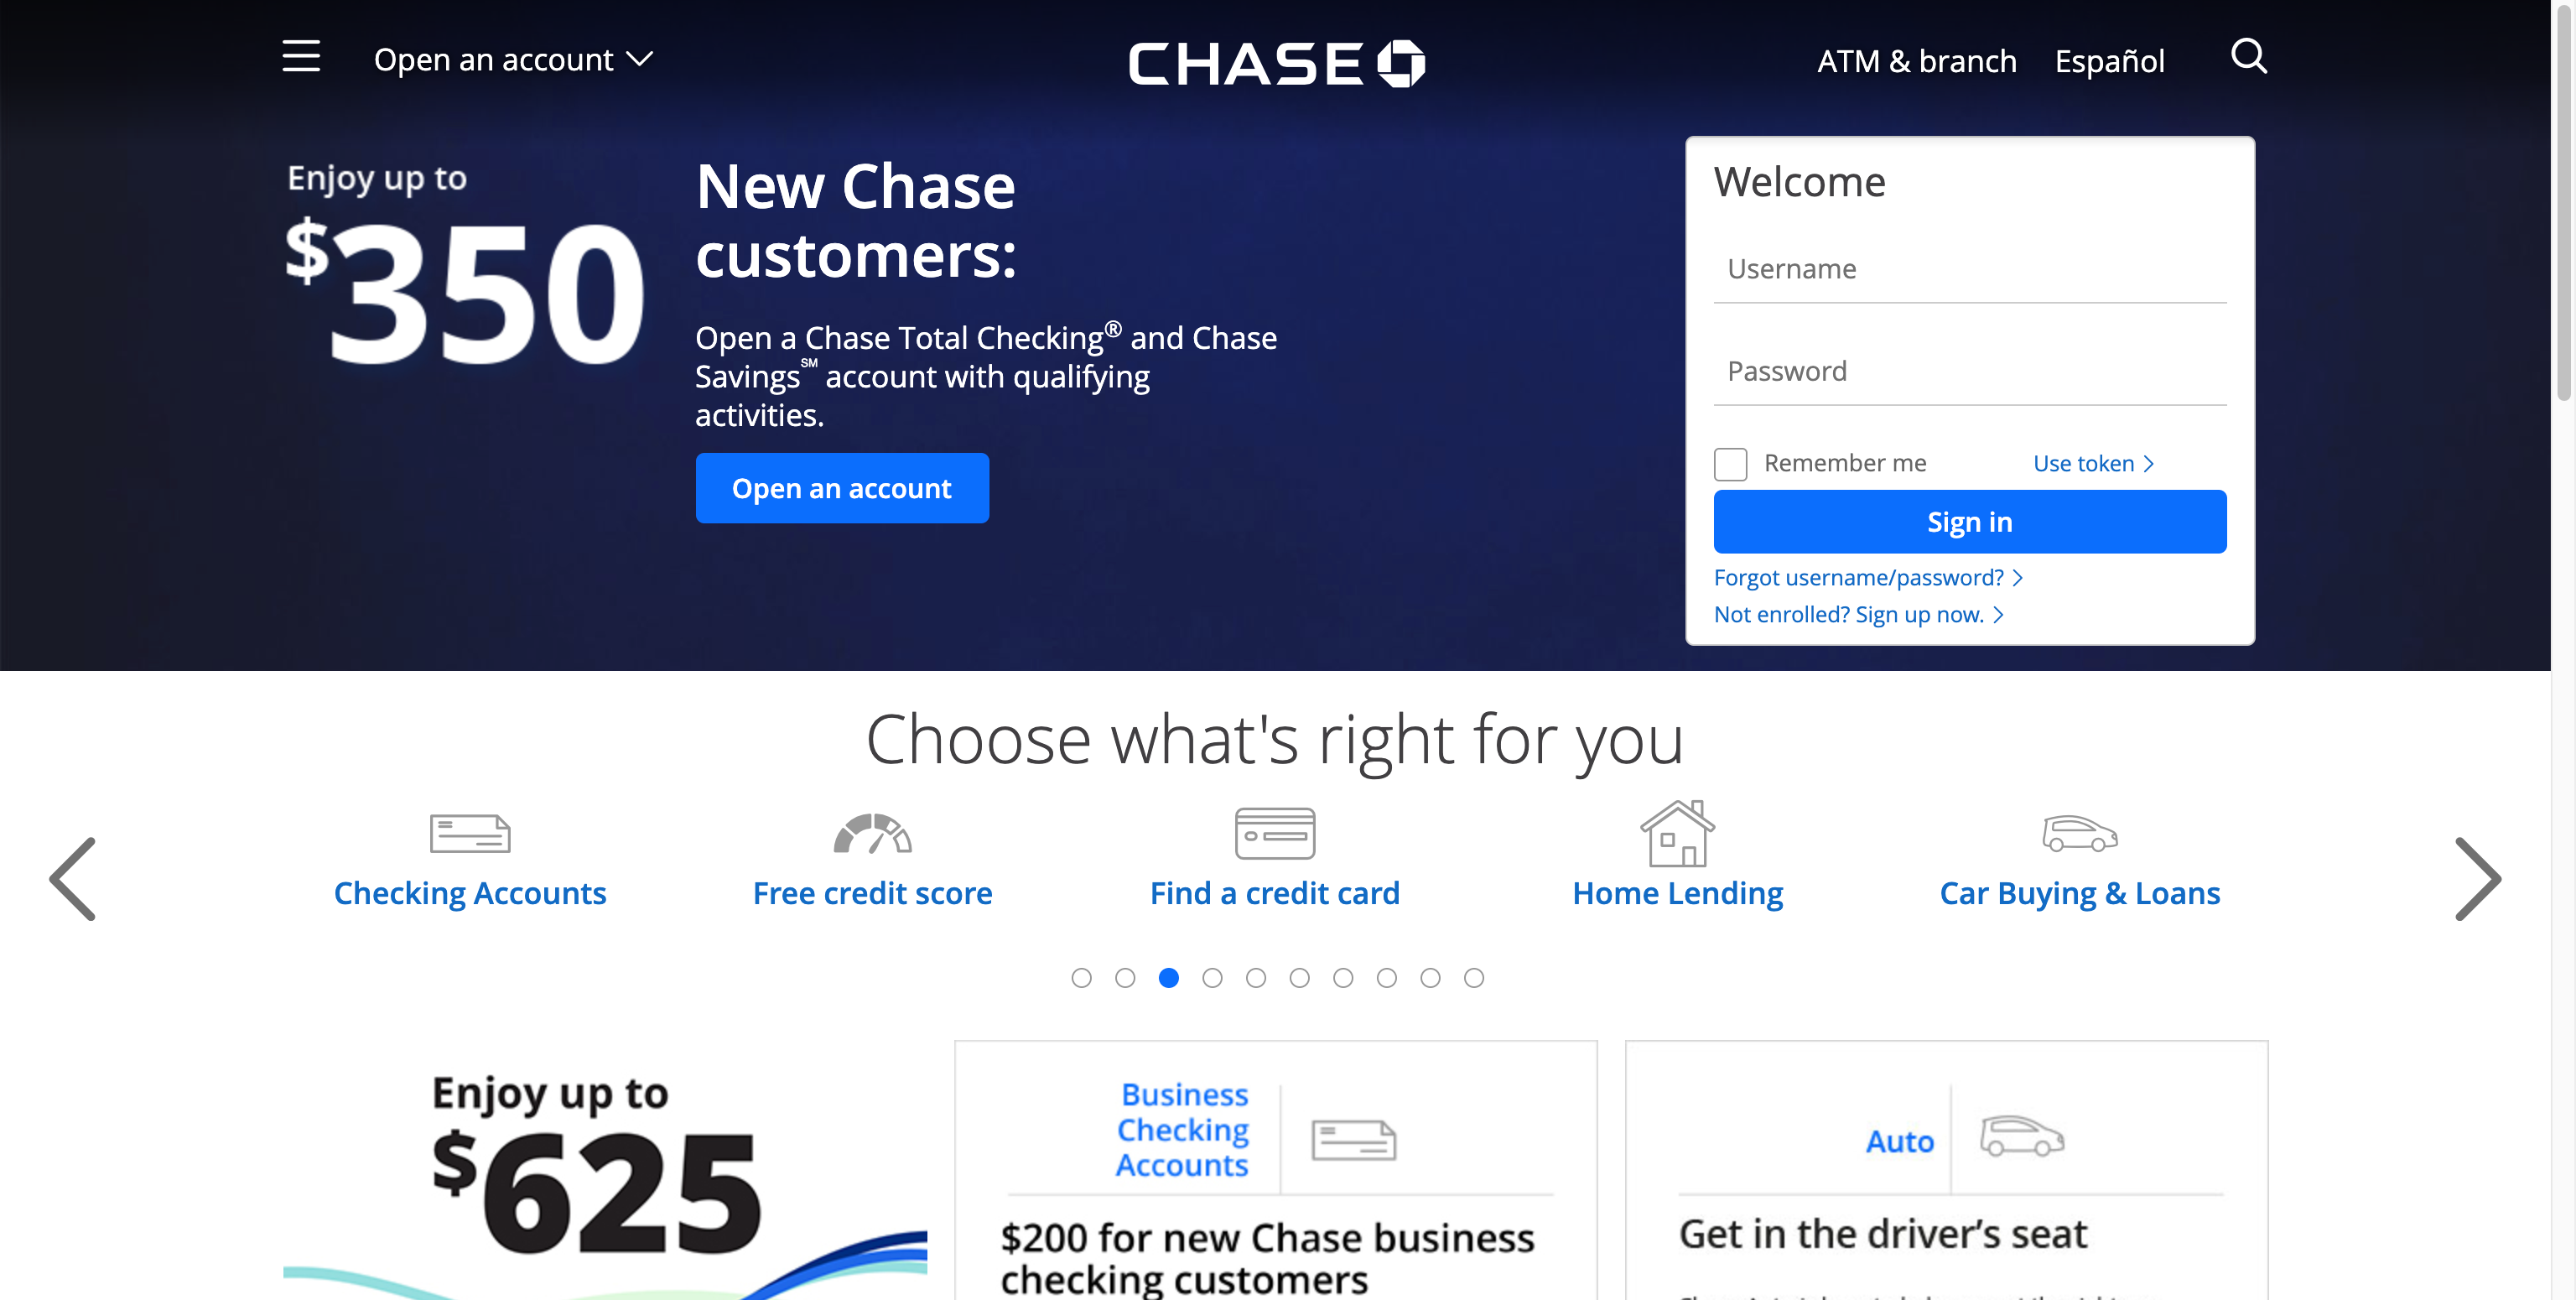 Open an account
CHASE
ATM & branch
Español
Enjoy up to
$350
New Chase
customers:
Open a Chase Total Checking® and Chase
Savings℠ account with qualifying
activities.
Open an account
Welcome
Username
Password
Remember me
Use token
Sign in
Forgot username/password?
Not enrolled? Sign up now.
Choose what's right for you
Checking Accounts
Free credit score
Find a credit card
Home Lending
Car Buying & Loans
Enjoy up to
$625
Business
Checking
Accounts
$200 for new Chase business
checking customers
Auto
Get in the driver’s seat